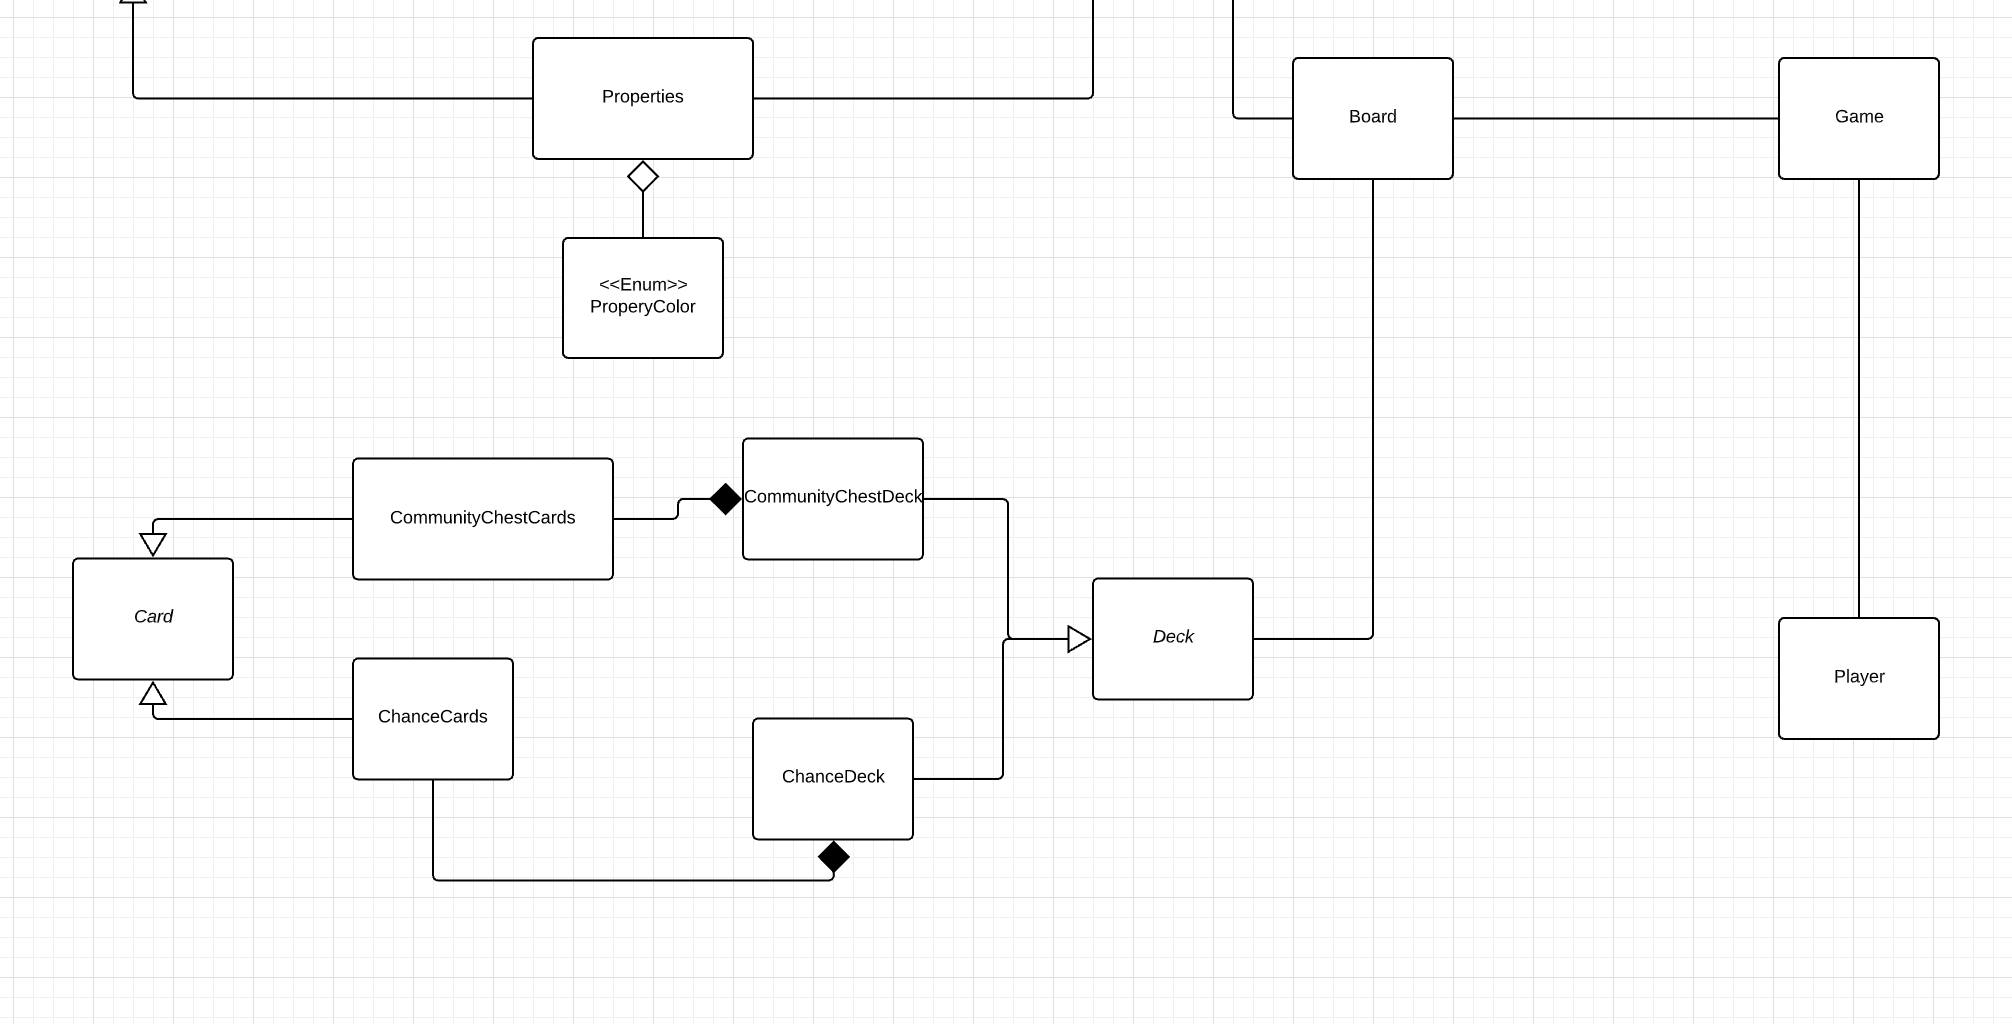 Properties
Board
Game
<<Enum>>
ProperyColor
CommunityChestDeck
CommunityChestCards
Card
Deck
Player
ChanceCards
ChanceDeck